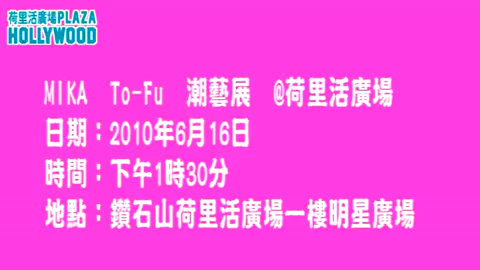 荷里活廣場PLAZA
HOLLYWOOD
MIKA To-Fu 潮藝展 @荷里活廣場
日期：2010年6月16日
時間：下午1時30分
地點：鑽石山荷里活廣場一樓明星廣場